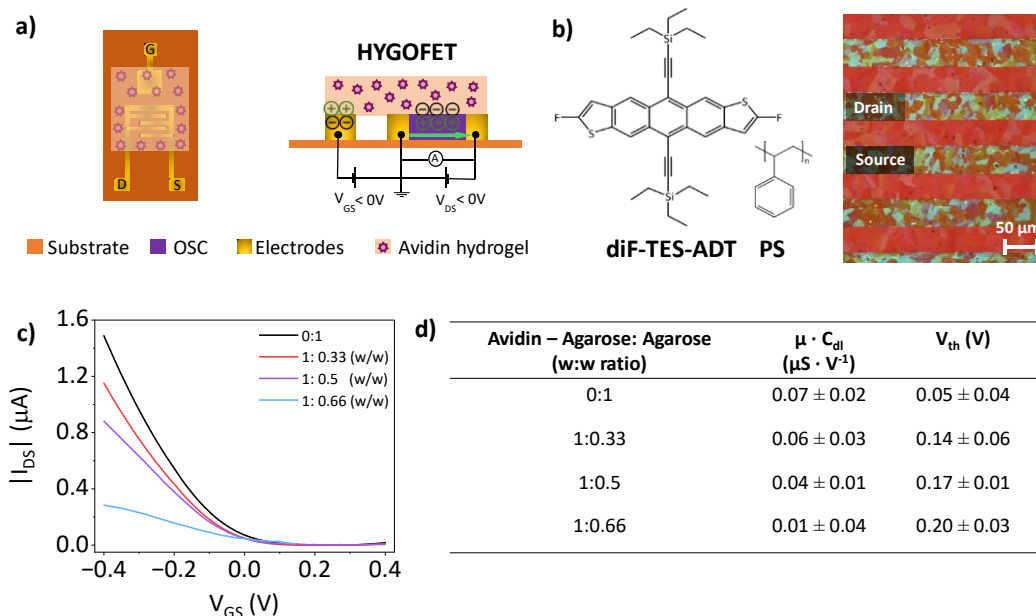 a)
HYGOFET
G
D
S
A
V_GS < 0V
V_DS < 0V
Substrate
OSC
Electrodes
Avidin hydrogel
b)
Si
F
S
S
F
Si
n
diF-TES-ADT
PS
Drain
Source
50 µm
c)
|I_DS| (µA)
1.6
1.2
0.8
0.4
0.0
0:1
1: 0.33 (w/w)
1: 0.5 (w/w)
1: 0.66 (w/w)
−0.4
−0.2
0.0
0.2
0.4
V_GS (V)
d)
Avidin – Agarose: Agarose (w:w ratio) µ · C_dl (µS · V⁻¹) V_th (V)
0:1 0.07 ± 0.02 0.05 ± 0.04
1:0.33 0.06 ± 0.03 0.14 ± 0.06
1:0.5 0.04 ± 0.01 0.17 ± 0.01
1:0.66 0.01 ± 0.04 0.20 ± 0.03